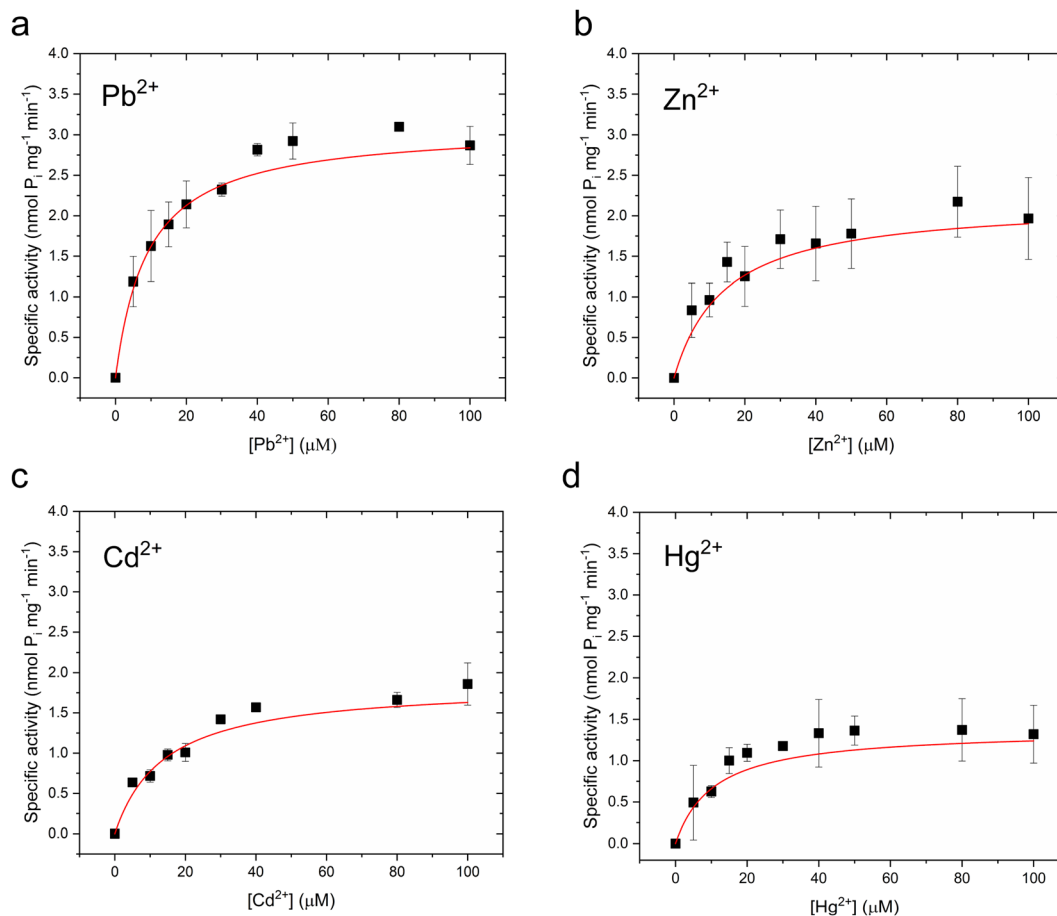 a
Pb²⁺
Specific activity (nmol Pᵢ mg⁻¹ min⁻¹)
4.0
3.5
3.0
2.5
2.0
1.5
1.0
0.5
0.0
0 20 40 60 80 100
[Pb²⁺] (μM)
b
Zn²⁺
Specific activity (nmol Pᵢ mg⁻¹ min⁻¹)
4.0
3.5
3.0
2.5
2.0
1.5
1.0
0.5
0.0
0 20 40 60 80 100
[Zn²⁺] (μM)
c
Cd²⁺
Specific activity (nmol Pᵢ mg⁻¹ min⁻¹)
4.0
3.5
3.0
2.5
2.0
1.5
1.0
0.5
0.0
0 20 40 60 80 100
[Cd²⁺] (μM)
d
Hg²⁺
Specific activity (nmol Pᵢ mg⁻¹ min⁻¹)
4.0
3.5
3.0
2.5
2.0
1.5
1.0
0.5
0.0
0 20 40 60 80 100
[Hg²⁺] (μM)